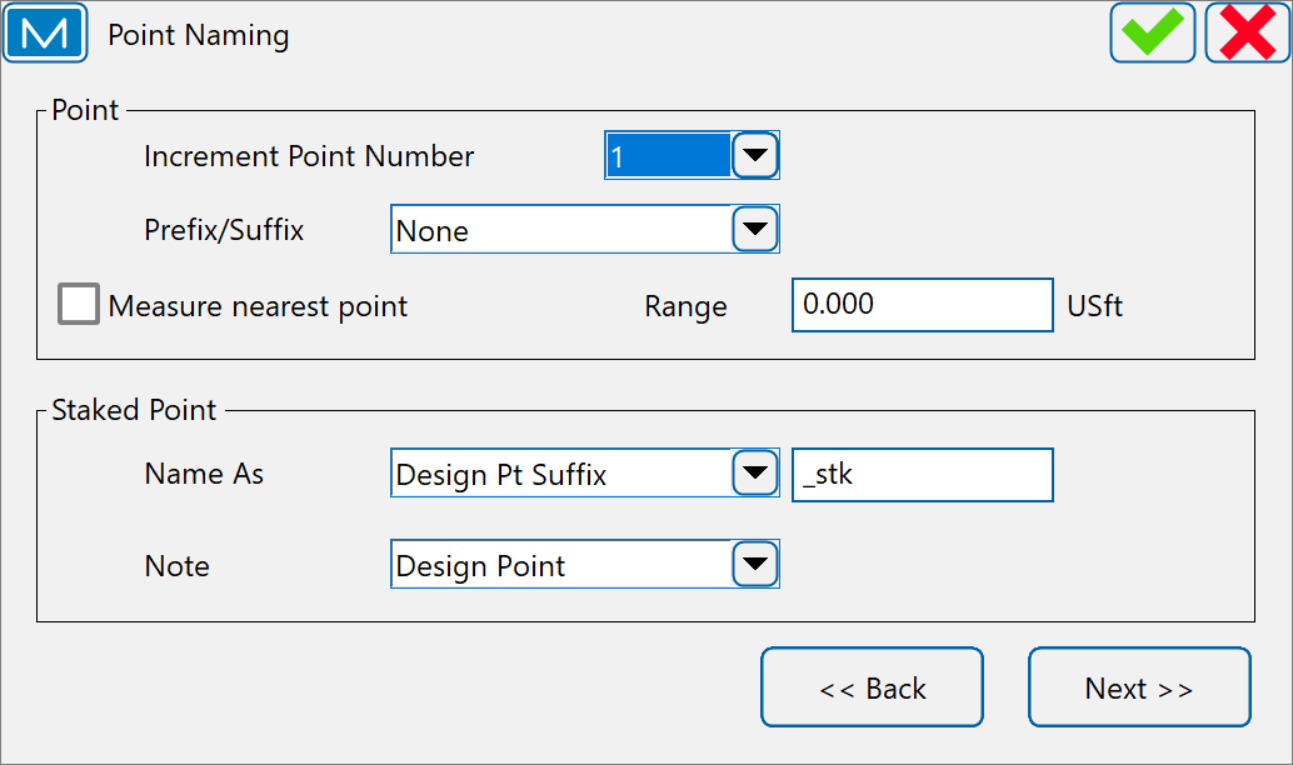 Point Naming
Point
Increment Point Number 1
Prefix/Suffix None
Measure nearest point Range 0.000 USft
Staked Point
Name As Design Pt Suffix _stk
Note Design Point
<< Back Next >>